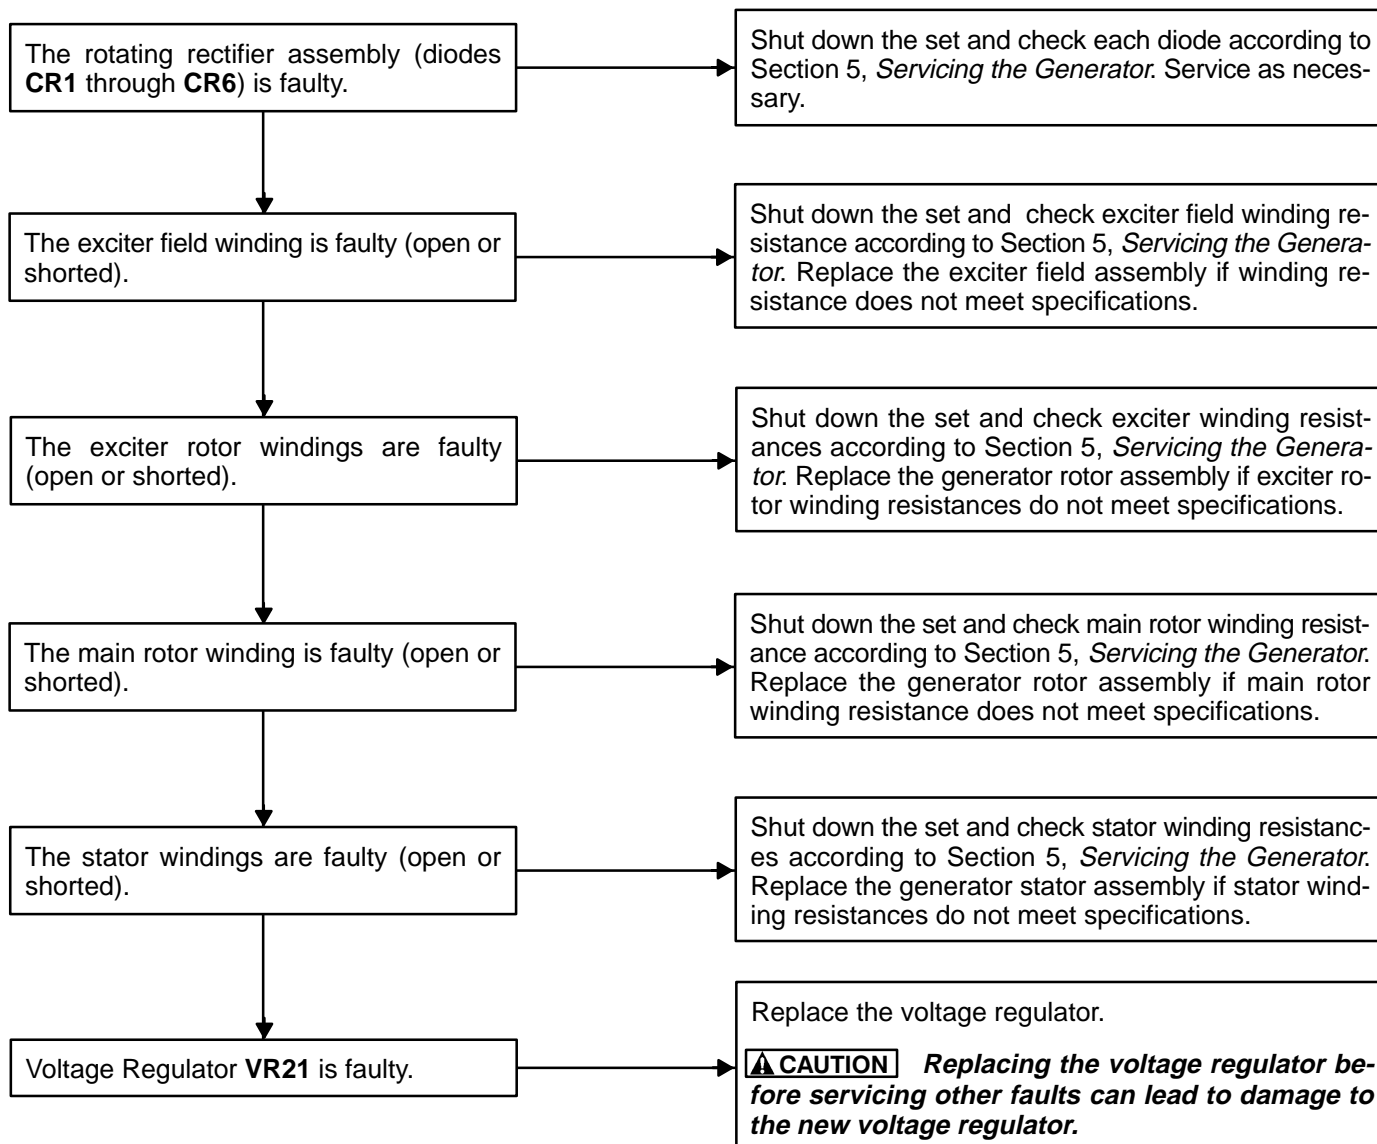 The rotating rectifier assembly (diodes
CR1 through CR6) is faulty.
Shut down the set and check each diode according to
Section 5, Servicing the Generator. Service as neces-
sary.
The exciter field winding is faulty (open or
shorted).
Shut down the set and check exciter field winding re-
sistance according to Section 5, Servicing the Genera-
tor. Replace the exciter field assembly if winding re-
sistance does not meet specifications.
The exciter rotor windings are faulty
(open or shorted).
Shut down the set and check exciter winding resist-
ances according to Section 5, Servicing the Genera-
tor. Replace the generator rotor assembly if exciter ro-
tor winding resistances do not meet specifications.
The main rotor winding is faulty (open or
shorted).
Shut down the set and check main rotor winding resist-
ance according to Section 5, Servicing the Generator.
Replace the generator rotor assembly if main rotor
winding resistance does not meet specifications.
The stator windings are faulty (open or
shorted).
Shut down the set and check stator winding resistanc-
es according to Section 5, Servicing the Generator.
Replace the generator stator assembly if stator wind-
ing resistances do not meet specifications.
Voltage Regulator VR21 is faulty.
Replace the voltage regulator.
CAUTION Replacing the voltage regulator be-
fore servicing other faults can lead to damage to
the new voltage regulator.